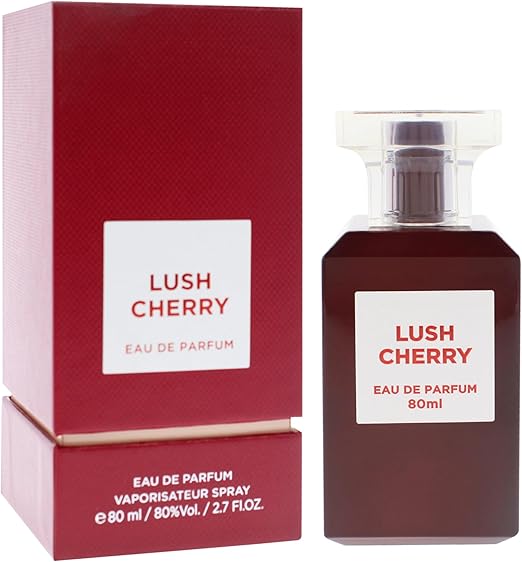 LUSH
CHERRY
EAU DE PARFUM
EAU DE PARFUM
VAPORISATEUR SPRAY
e80 ml / 80%Vol. / 2.7 Fl.OZ.
LUSH
CHERRY
EAU DE PARFUM
80ml